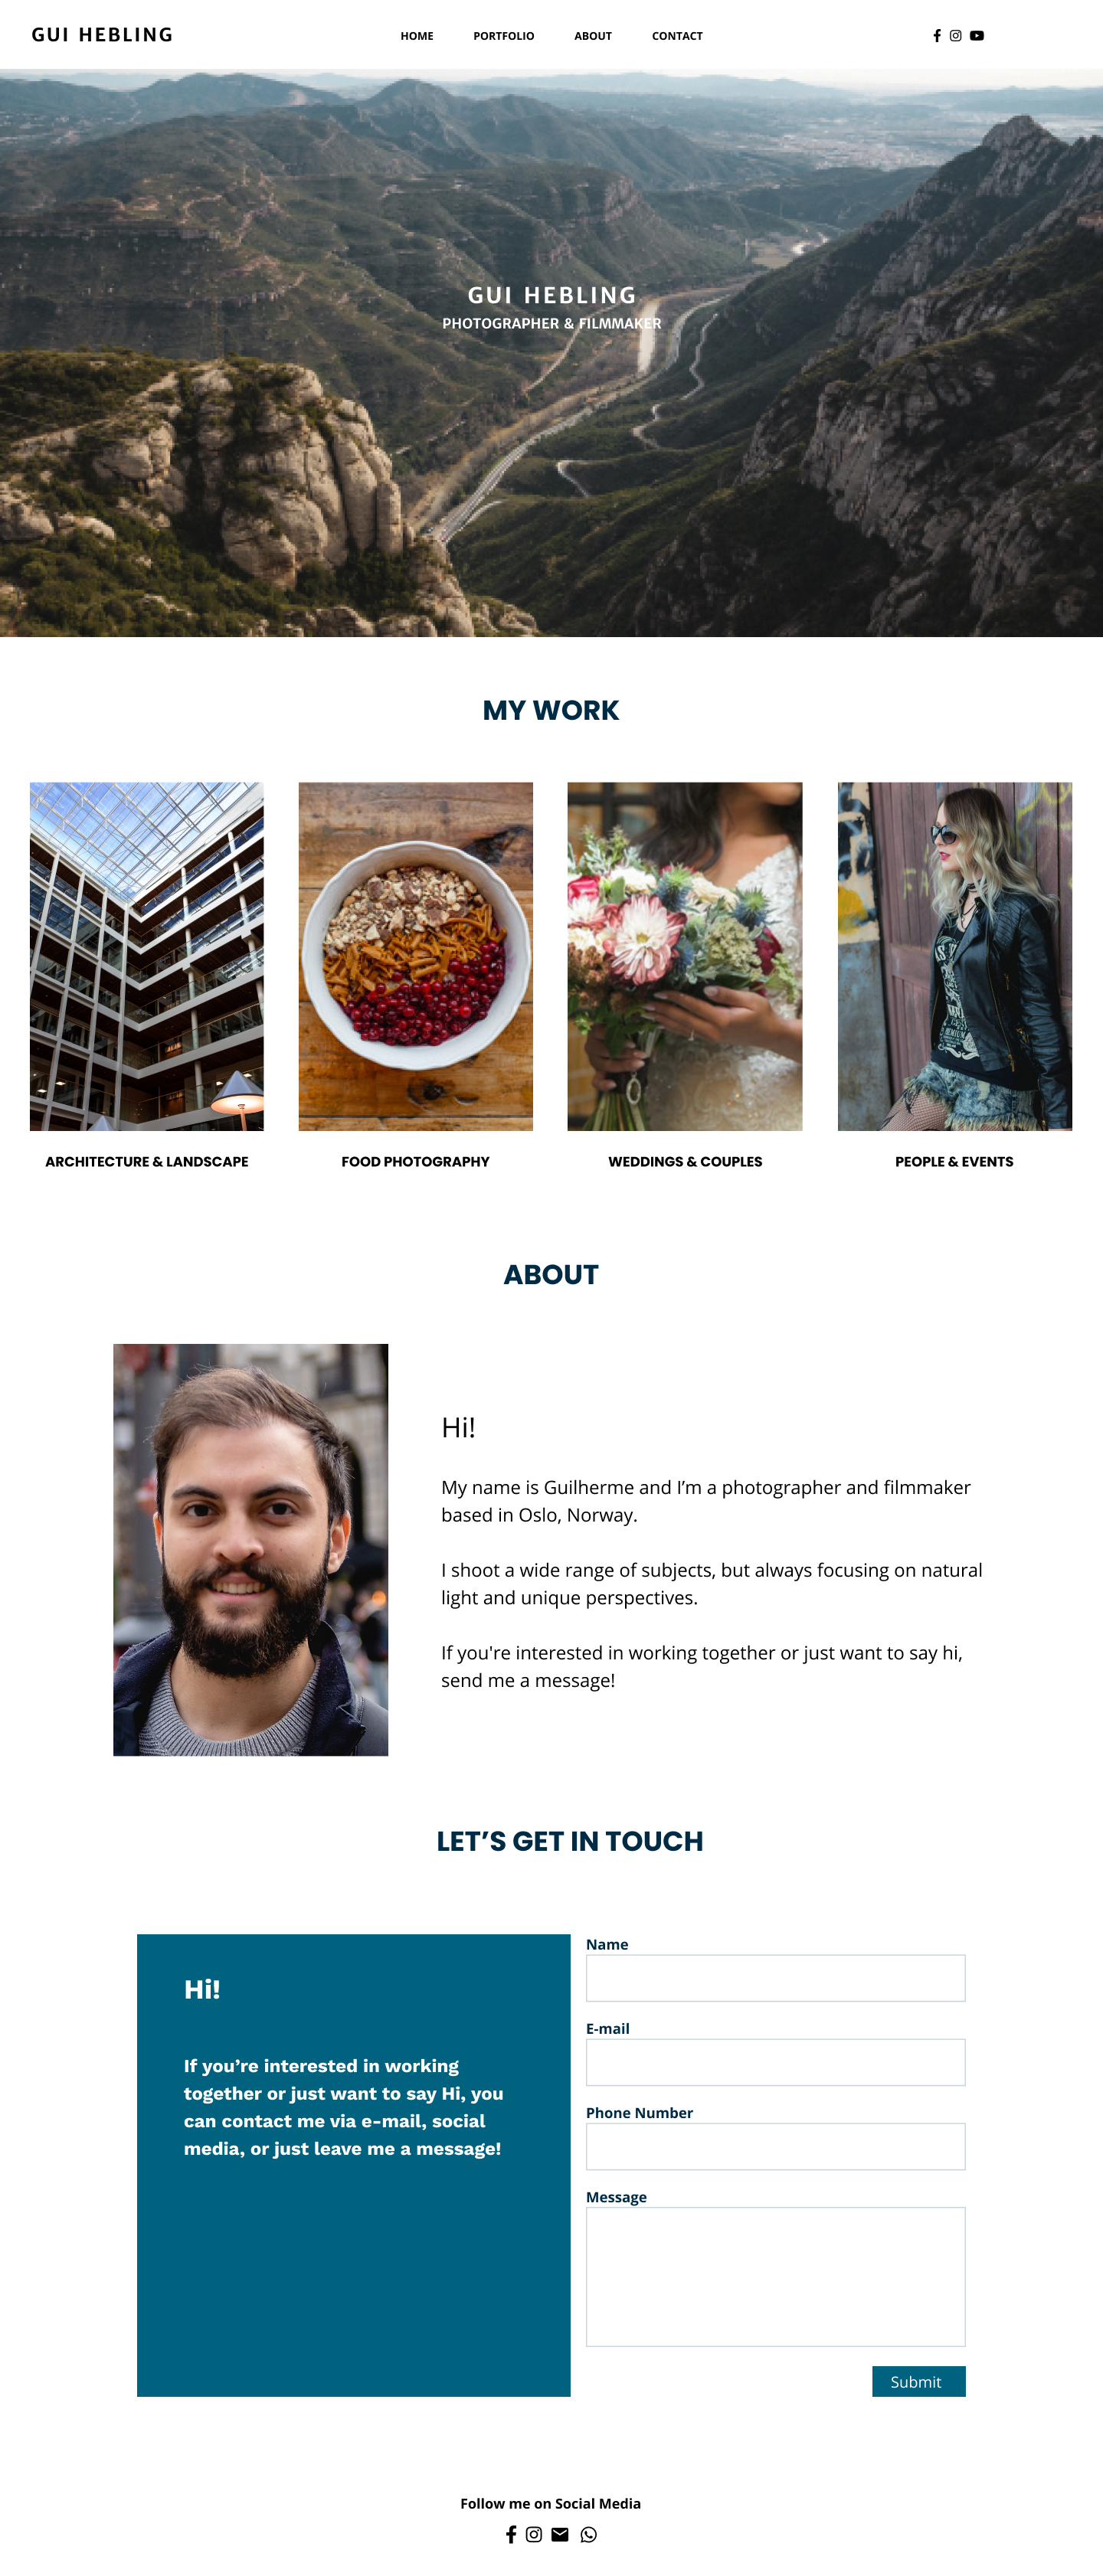 GUI HEBLING
HOME
PORTFOLIO
ABOUT
CONTACT
GUI HEBLING
PHOTOGRAPHER & FILMMAKER
MY WORK
ARCHITECTURE & LANDSCAPE
FOOD PHOTOGRAPHY
WEDDINGS & COUPLES
PEOPLE & EVENTS
ABOUT
Hi!
My name is Guilherme and I’m a photographer and filmmaker
based in Oslo, Norway.
I shoot a wide range of subjects, but always focusing on natural
light and unique perspectives.
If you're interested in working together or just want to say hi,
send me a message!
LET’S GET IN TOUCH
Hi!
If you’re interested in working
together or just want to say Hi, you
can contact me via e-mail, social
media, or just leave me a message!
Name
E-mail
Phone Number
Message
Submit
Follow me on Social Media